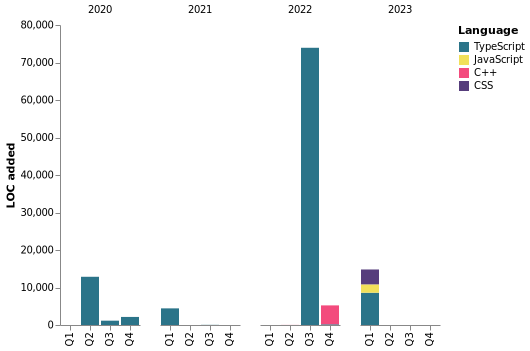 2020 2021 2022 2023
Language
TypeScript
JavaScript
C++
CSS
LOC added
80,000
70,000
60,000
50,000
40,000
30,000
20,000
10,000
0
Q1 Q2 Q3 Q4 Q1 Q2 Q3 Q4 Q1 Q2 Q3 Q4 Q1 Q2 Q3 Q4